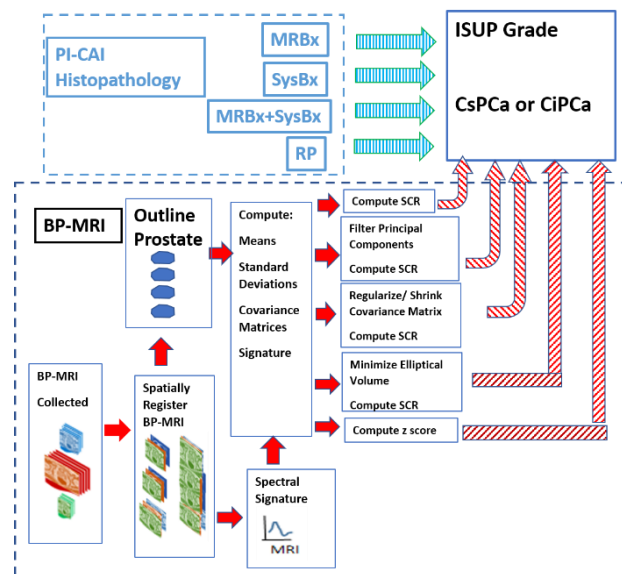 PI-CAI
Histopathology
MRBx
SysBx
MRBx+SysBx
RP
ISUP Grade
CsPCa or CiPCa
BP-MRI
Outline
Prostate
Compute:
Means
Standard
Deviations
Covariance
Matrices
Signature
Compute SCR
Filter Principal
Components
Compute SCR
Regularize/ Shrink
Covariance Matrix
Compute SCR
Minimize Elliptical
Volume
Compute SCR
Compute z score
BP-MRI
Collected
Spatially
Register
BP-MRI
Spectral
Signature
MRI